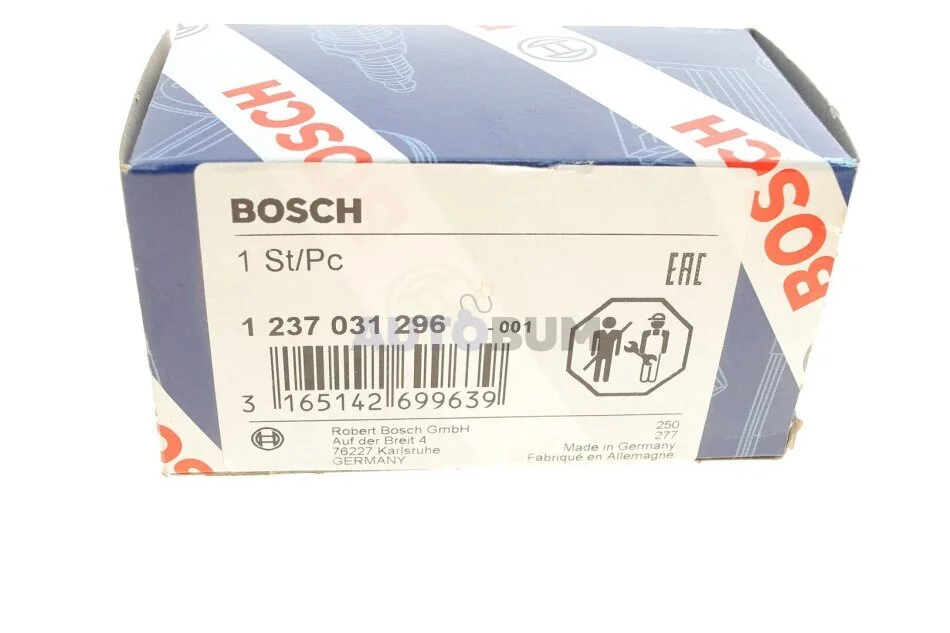 BOSCH
BOSCH
BOSCH
BOSCH
BOSCH
1 St/Pc
EAC
1 237 031 296 - 001
AUTOBUM
3 165142 699639
Robert Bosch GmbH
Auf der Breit 4
76227 Karlsruhe
GERMANY
250
277
Made in Germany
Fabriqué en Allemagne